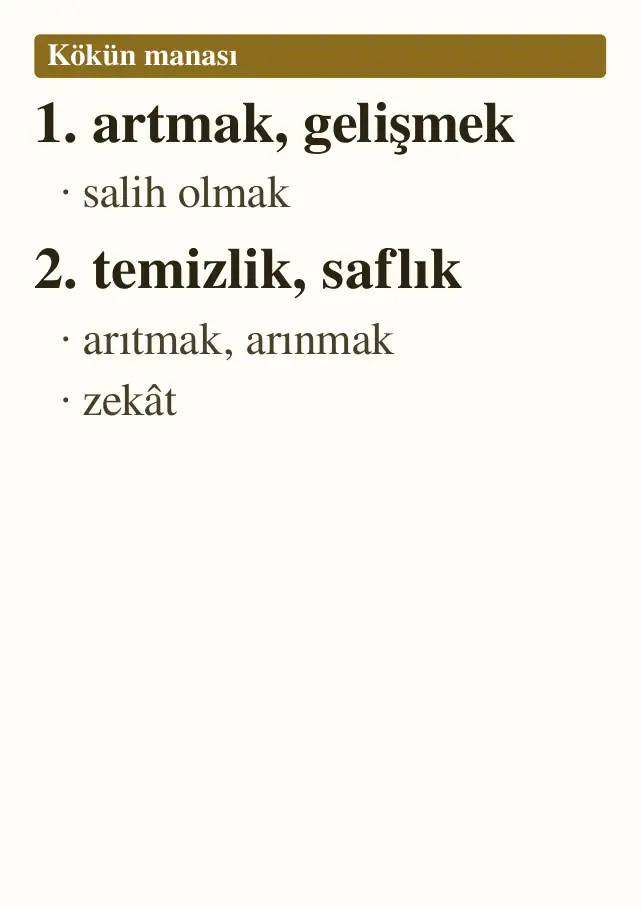 Kökün manası
1. artmak, gelişmek
· salih olmak
2. temizlik, saflık
· arıtmak, arınmak
· zekât